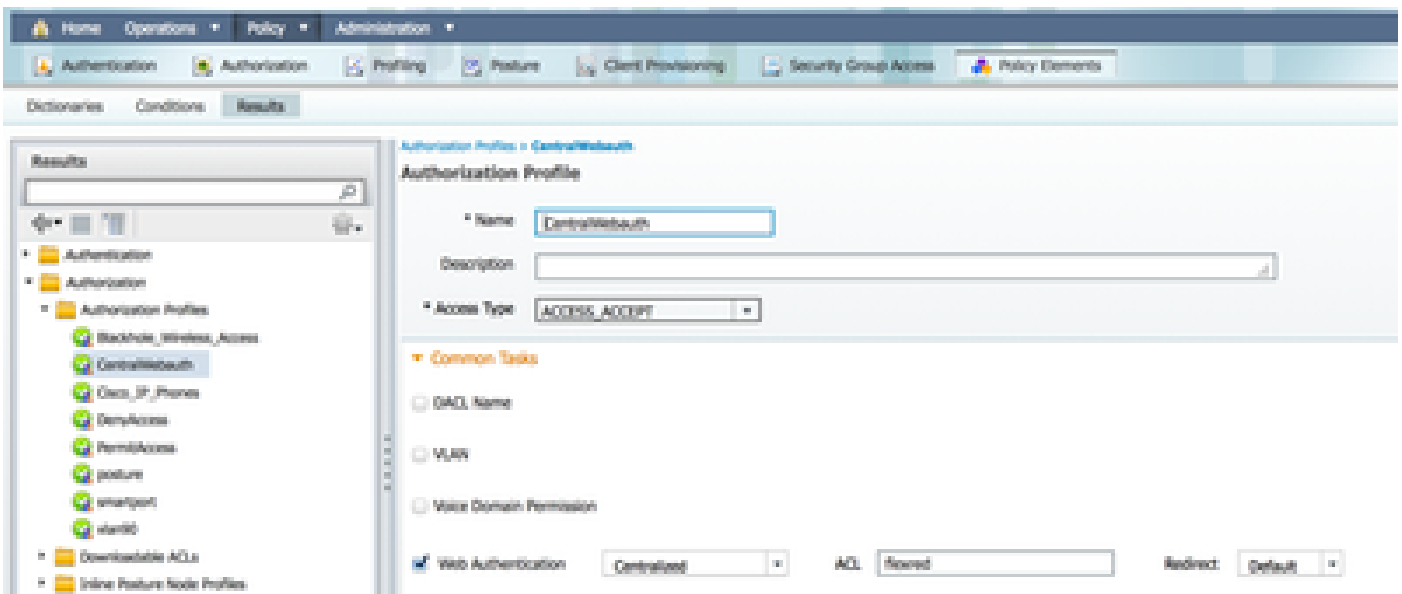 Home Operations Policy Administration
Authentication Authorization Profiling Posture Client Provisioning Security Group Access Policy Elements
Dictionaries Conditions Results
Results
Authentication
Authorization
Authorization Profiles
Blackhole_Wireless_Access
CentralWebauth
Cisco_IP_Phones
DenyAccess
PermitAccess
posture
smartport
vlan90
Downloadable ACLs
Inline Posture Node Profiles
Authorization Profiles > CentralWebauth
Authorization Profile
* Name CentralWebauth
Description
* Access Type ACCESS_ACCEPT
Common Tasks
DACL Name
VLAN
Voice Domain Permission
Web Authentication Centralized ACL flexred Redirect Default